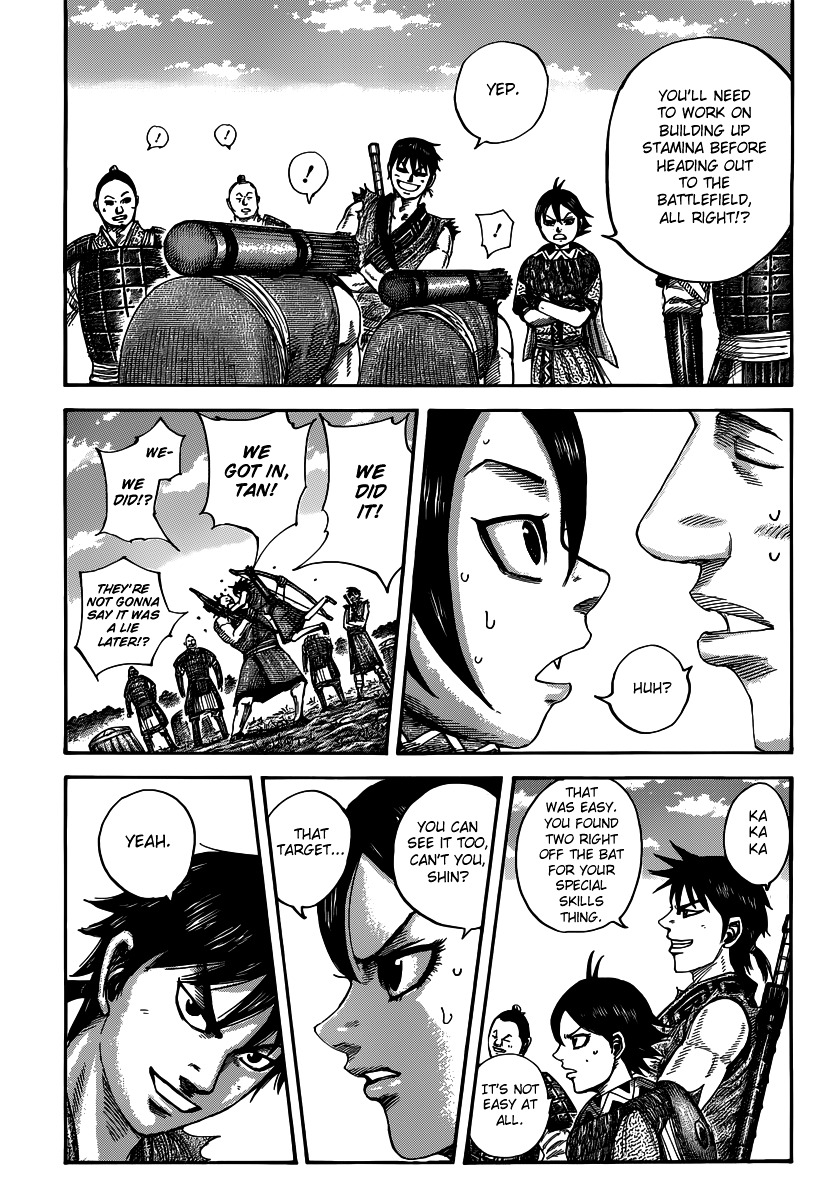 YOU'LL NEED
TO WORK ON
BUILDING UP
STAMINA BEFORE
HEADING OUT
TO THE
BATTLEFIELD,
ALL RIGHT!?
YEP.
!
!
!
!
HUH?
WE
DID
IT!
WE
GOT IN,
TAN!
WE-
WE
DID!?
THEY'RE
NOT GONNA
SAY IT WAS
A LIE
LATER!?
KA
KA
KA
THAT
WAS EASY.
YOU FOUND
TWO RIGHT
OFF THE BAT
FOR YOUR
SPECIAL
SKILLS
THING.
IT'S NOT
EASY AT
ALL.
YOU CAN
SEE IT TOO,
CAN'T YOU,
SHIN?
THAT
TARGET...
YEAH.